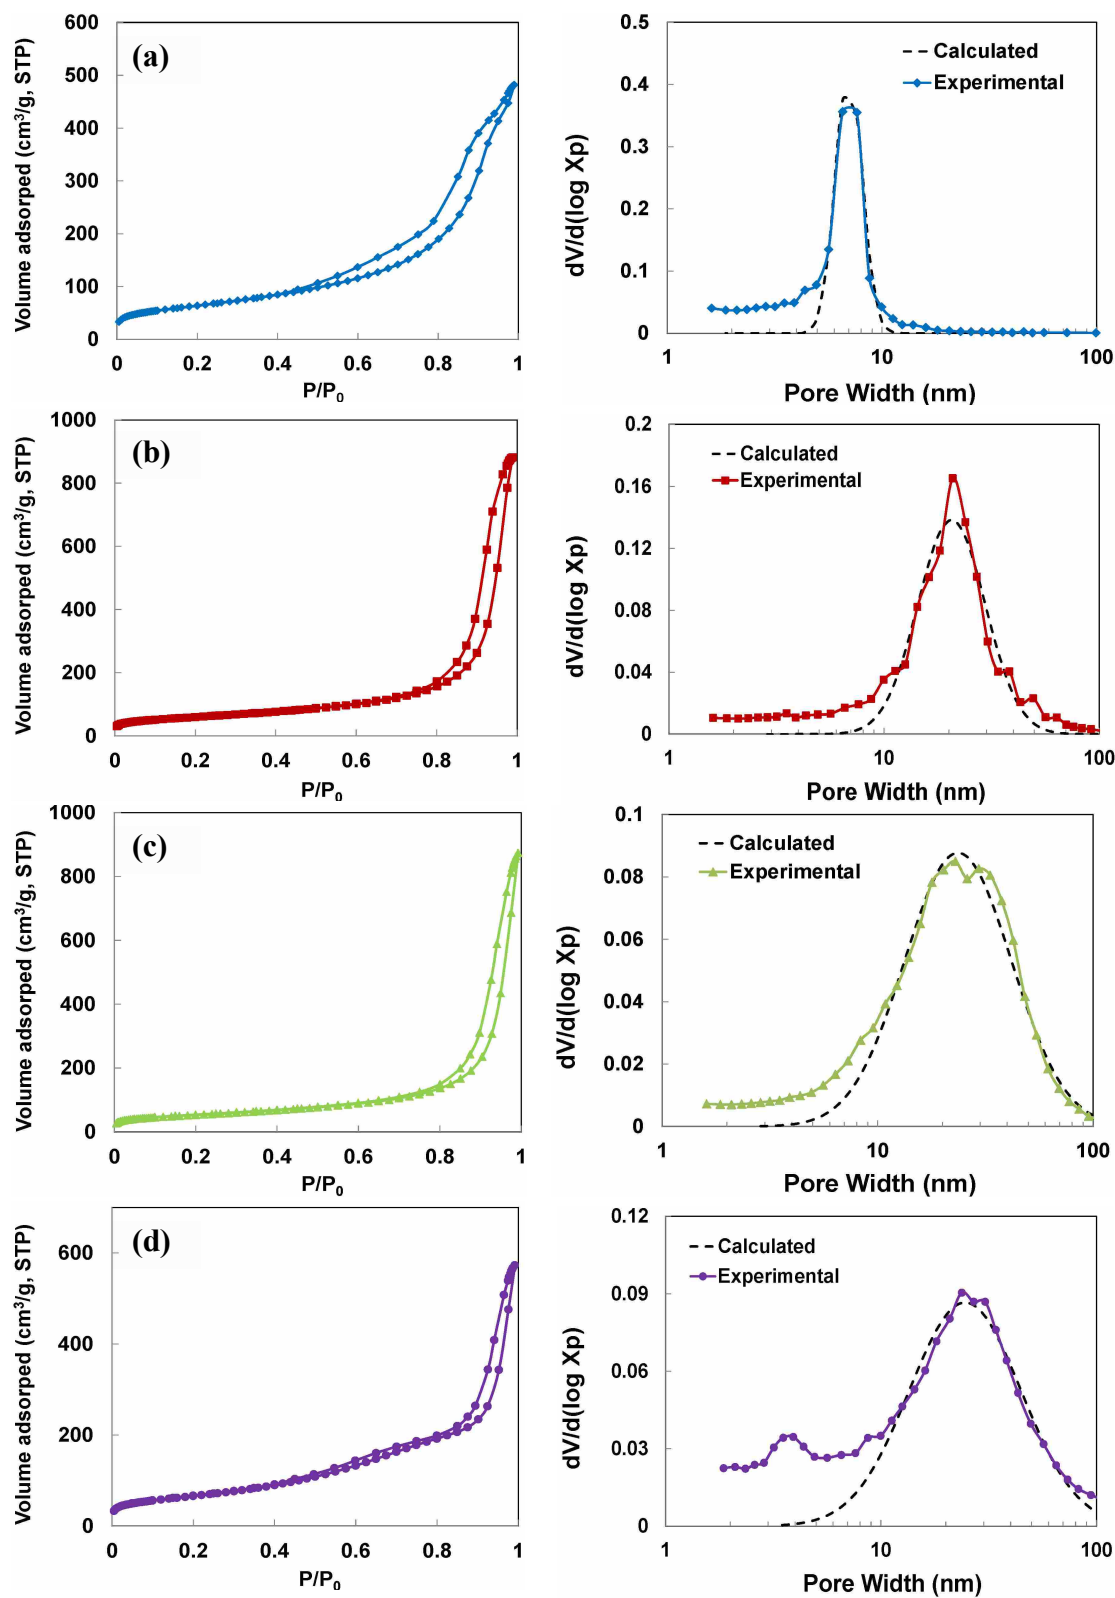 (a)
Volume adsorped (cm³/g, STP)
600
500
400
300
200
100
0
0 0.2 0.4 0.6 0.8 1
P/P₀
dV/d(log Xp)
0.5
0.4
0.3
0.2
0.1
0
1 10 100
Pore Width (nm)
Calculated
Experimental
(b)
Volume adsorped (cm³/g, STP)
1000
800
600
400
200
0
0 0.2 0.4 0.6 0.8 1
P/P₀
dV/d(log Xp)
0.2
0.16
0.12
0.08
0.04
0
1 10 100
Pore Width (nm)
Calculated
Experimental
(c)
Volume adsorped (cm³/g, STP)
1000
800
600
400
200
0
0 0.2 0.4 0.6 0.8 1
P/P₀
dV/d(log Xp)
0.1
0.08
0.06
0.04
0.02
0
1 10 100
Pore Width (nm)
Calculated
Experimental
(d)
Volume adsorped (cm³/g, STP)
600
400
200
0
0 0.2 0.4 0.6 0.8 1
P/P₀
dV/d(log Xp)
0.12
0.09
0.06
0.03
0
1 10 100
Pore Width (nm)
Calculated
Experimental